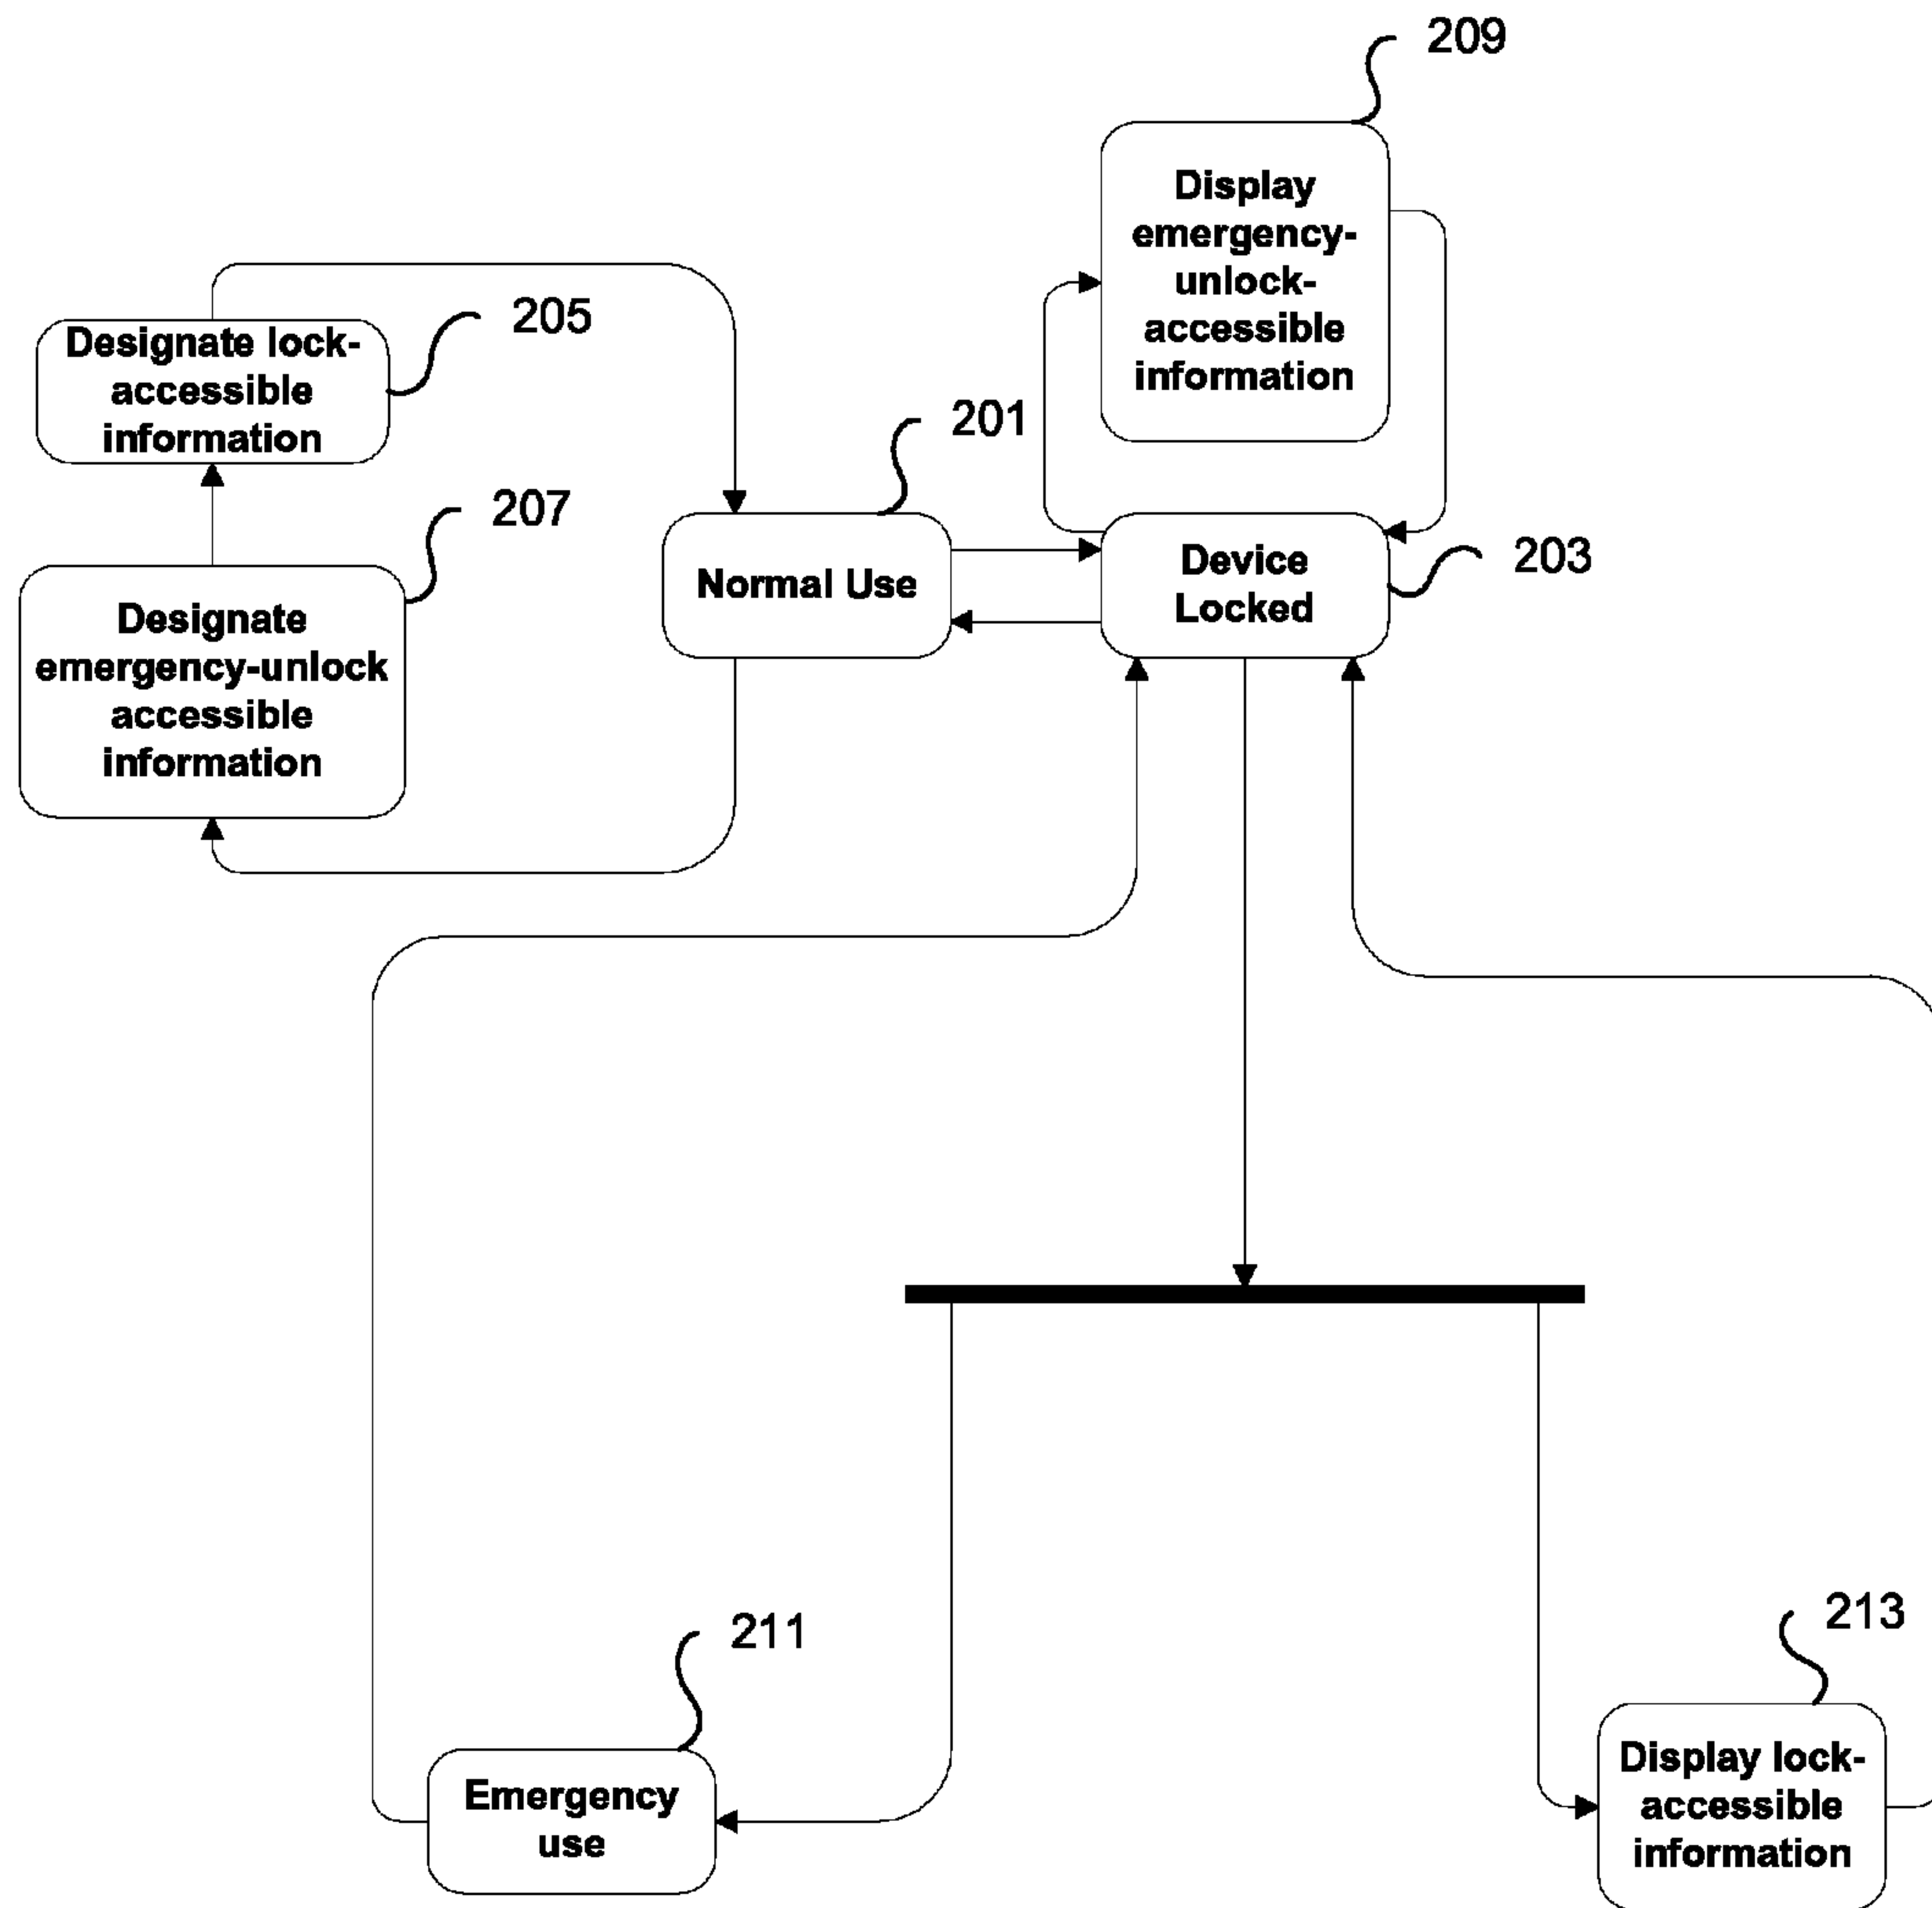 209
Display
emergency-
unlock-
accessible
information
205
Designate lock-
accessible
information
201
207
Normal Use
Device
Locked
203
Designate
emergency-unlock
accessible
information
211
Emergency
use
213
Display lock-
accessible
information